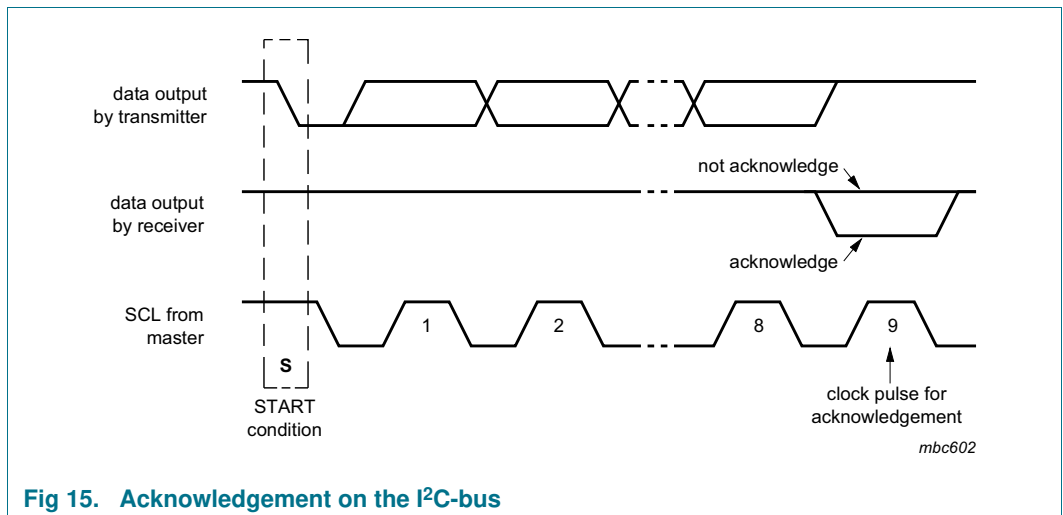 data output
by transmitter
not acknowledge
data output
by receiver
acknowledge
SCL from
master
1
2
8
9
S
START
condition
clock pulse for
acknowledgement
mbc602
Fig 15. Acknowledgement on the I²C-bus